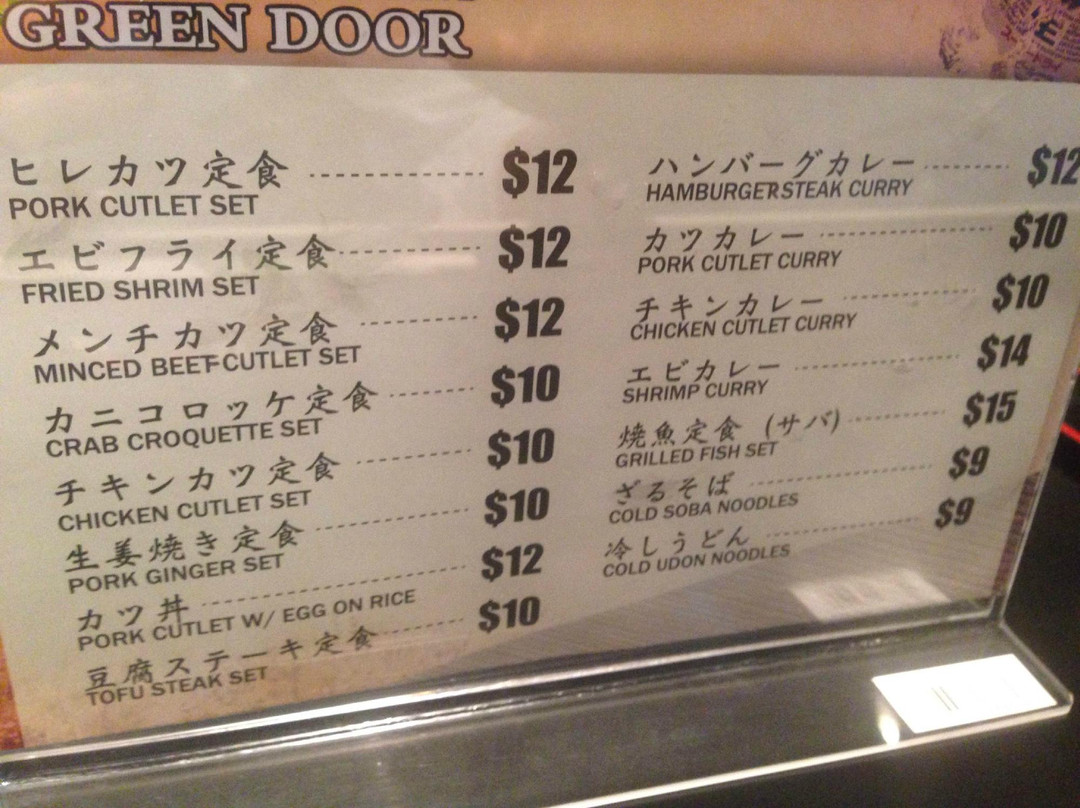 GREEN DOOR
ヒレカツ定食 $12
PORK CUTLET SET
エビフライ定食 $12
FRIED SHRIM SET
メンチカツ定食 $12
MINCED BEEF CUTLET SET
カニコロッケ定食 $10
CRAB CROQUETTE SET
チキンカツ定食 $10
CHICKEN CUTLET SET
生姜焼き定食 $10
PORK GINGER SET
カツ丼 $12
PORK CUTLET W/ EGG ON RICE
豆腐ステーキ定食 $10
TOFU STEAK SET
ハンバーグカレー $12
HAMBURGER STEAK CURRY
カツカレー $10
PORK CUTLET CURRY
チキンカレー $10
CHICKEN CUTLET CURRY
エビカレー $14
SHRIMP CURRY
焼魚定食 (サバ) $15
GRILLED FISH SET
ざるそば $9
COLD SOBA NOODLES
冷しうどん $9
COLD UDON NOODLES